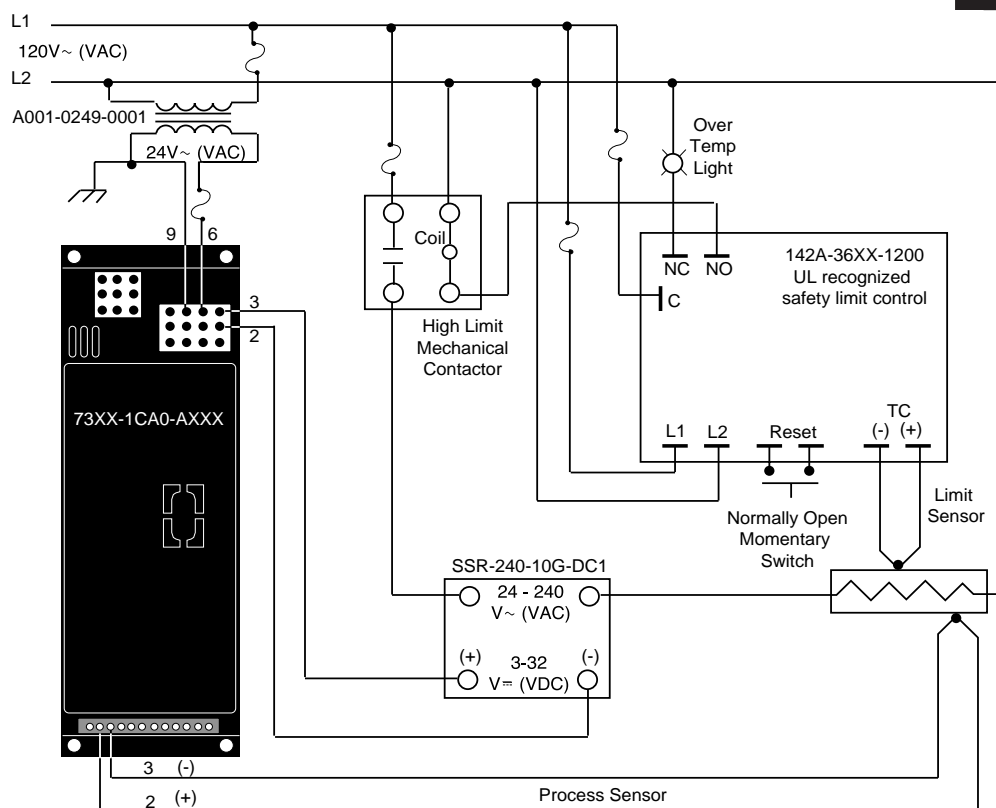 L1
120V~ (VAC)
L2
A001-0249-0001
24V~ (VAC)
9 6
3
2
73XX-1CA0-AXXX
3 (-)
2 (+)
Coil
High Limit
Mechanical
Contactor
Over
Temp
Light
NC NO
C
142A-36XX-1200
UL recognized
safety limit control
L1 L2 Reset
TC
(-) (+)
Normally Open
Momentary
Switch
Limit
Sensor
SSR-240-10G-DC1
24 - 240
V~ (VAC)
(+) 3-32 (-)
V⎓ (VDC)
Process Sensor